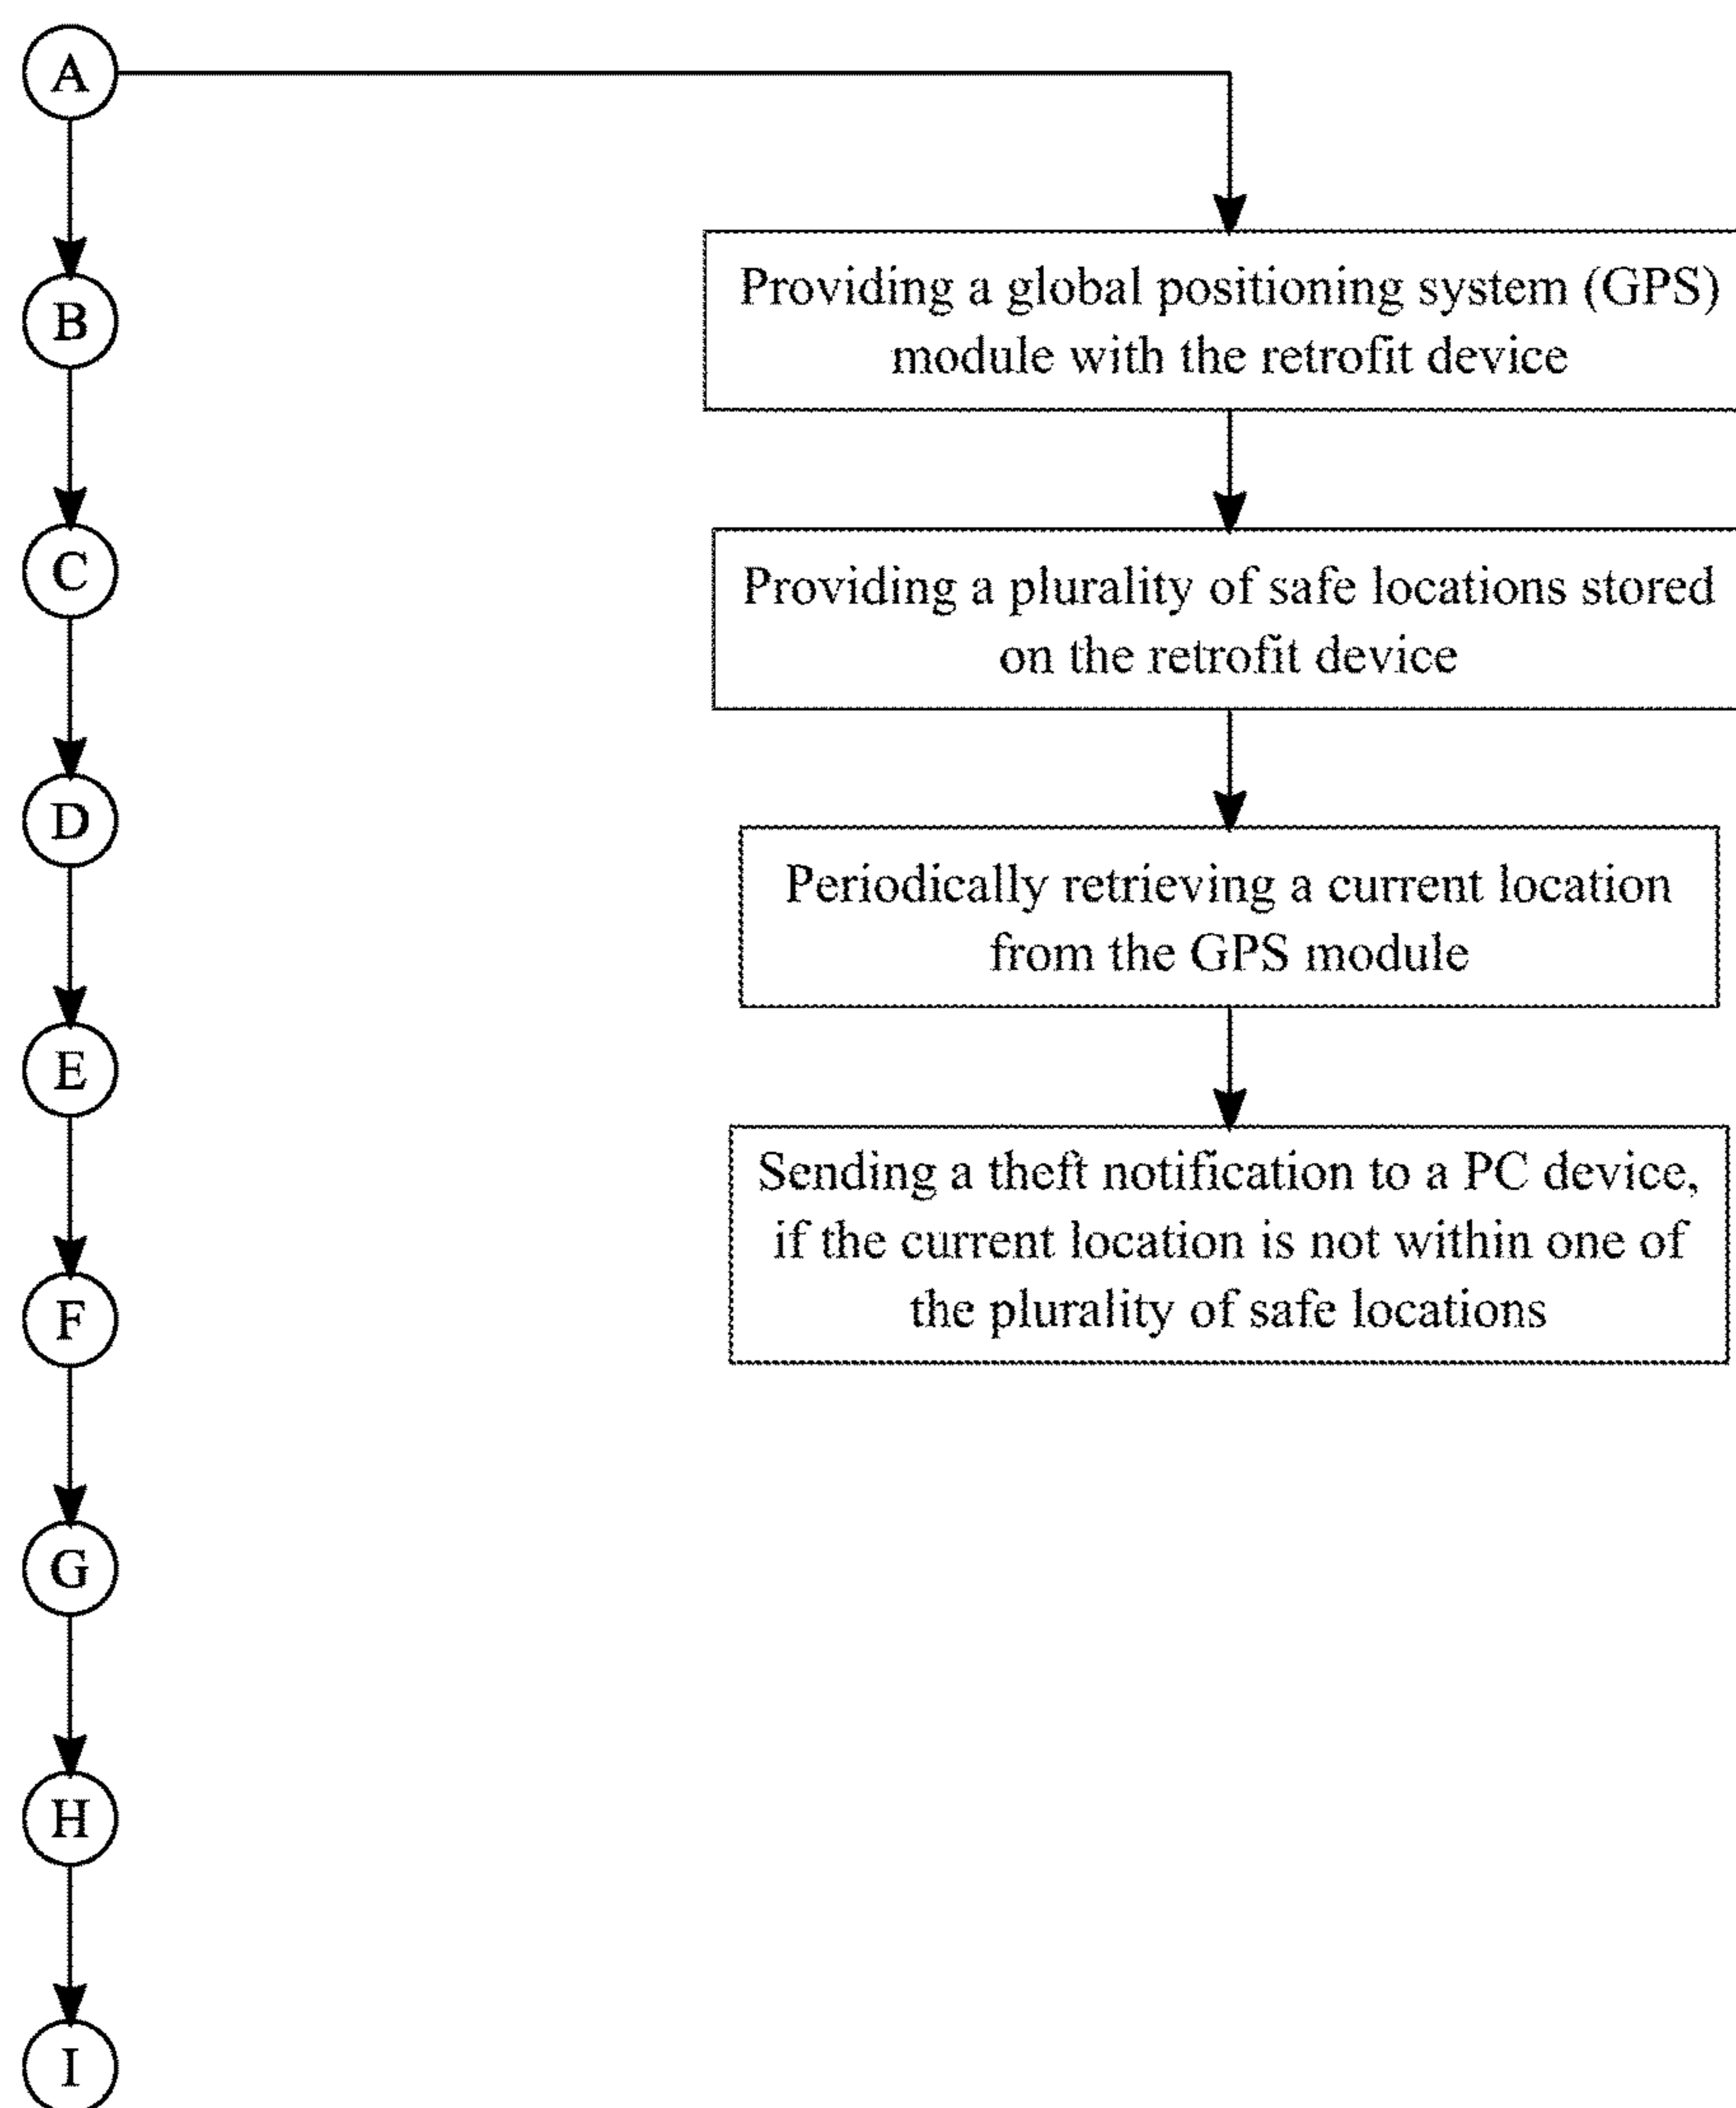 A
B
C
D
E
F
G
H
I
Providing a global positioning system (GPS)
module with the retrofit device
Providing a plurality of safe locations stored
on the retrofit device
Periodically retrieving a current location
from the GPS module
Sending a theft notification to a PC device,
if the current location is not within one of
the plurality of safe locations